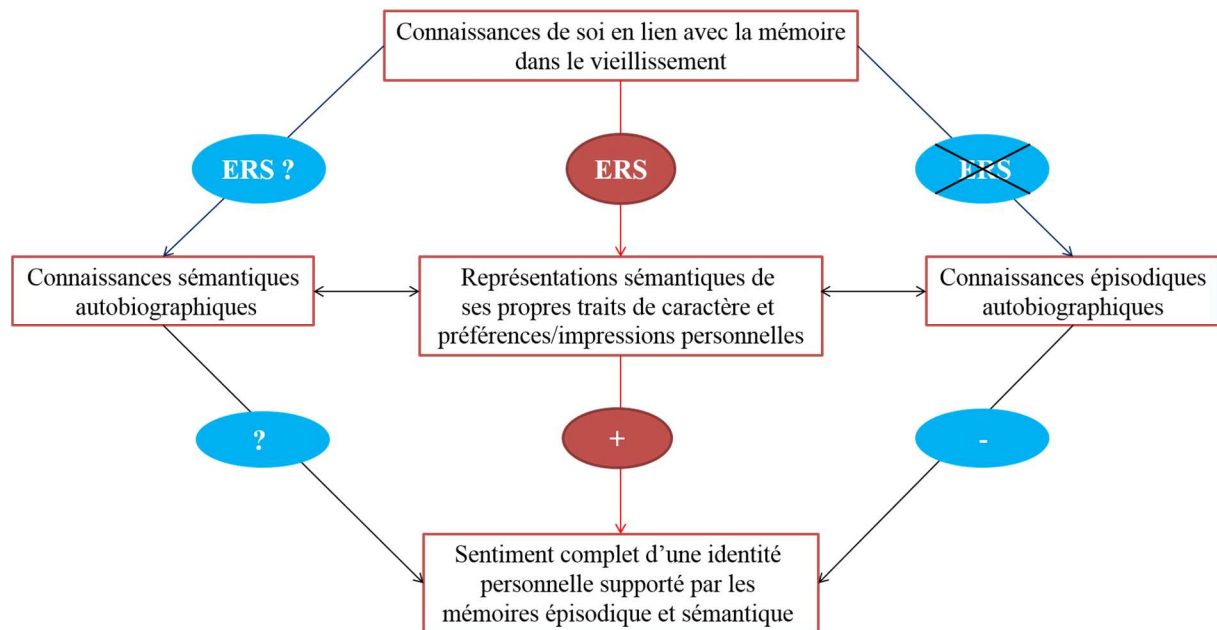 Connaissances de soi en lien avec la mémoire
dans le vieillissement
ERS ?
ERS
ERS
Connaissances sémantiques
autobiographiques
Représentations sémantiques de
ses propres traits de caractère et
préférences/impressions personnelles
Connaissances épisodiques
autobiographiques
?
+
-
Sentiment complet d’une identité
personnelle supporté par les
mémoires épisodique et sémantique